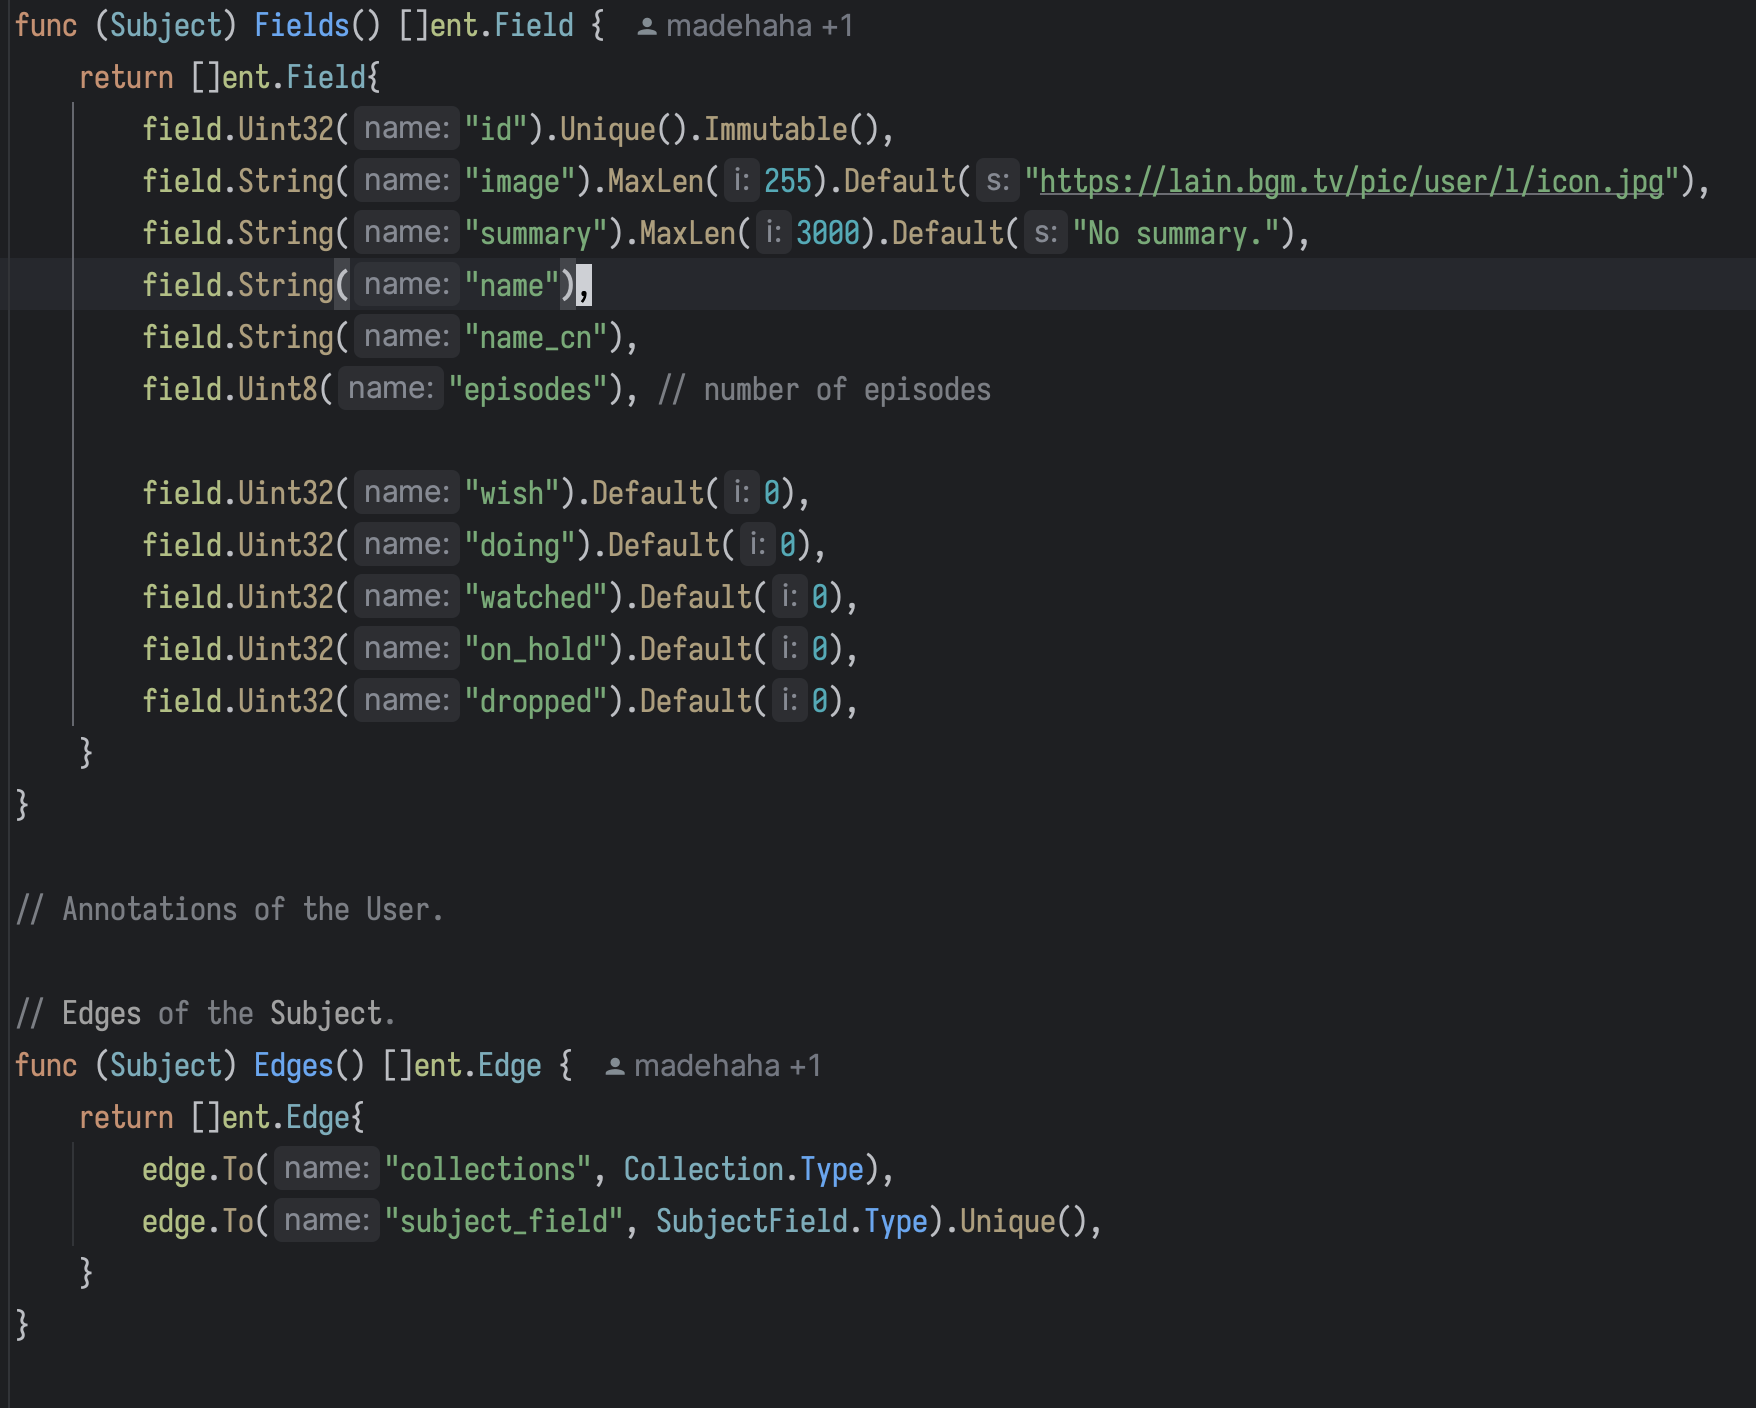 func (Subject) Fields() []ent.Field { madehaha +1
return []ent.Field{
field.Uint32( name: "id").Unique().Immutable(),
field.String( name: "image").MaxLen( i: 255).Default( s: "https://lain.bgm.tv/pic/user/l/icon.jpg"),
field.String( name: "summary").MaxLen( i: 3000).Default( s: "No summary."),
field.String( name: "name"),
field.String( name: "name_cn"),
field.Uint8( name: "episodes"), // number of episodes
field.Uint32( name: "wish").Default( i: 0),
field.Uint32( name: "doing").Default( i: 0),
field.Uint32( name: "watched").Default( i: 0),
field.Uint32( name: "on_hold").Default( i: 0),
field.Uint32( name: "dropped").Default( i: 0),
}
}
// Annotations of the User.
// Edges of the Subject.
func (Subject) Edges() []ent.Edge { madehaha +1
return []ent.Edge{
edge.To( name: "collections", Collection.Type),
edge.To( name: "subject_field", SubjectField.Type).Unique(),
}
}